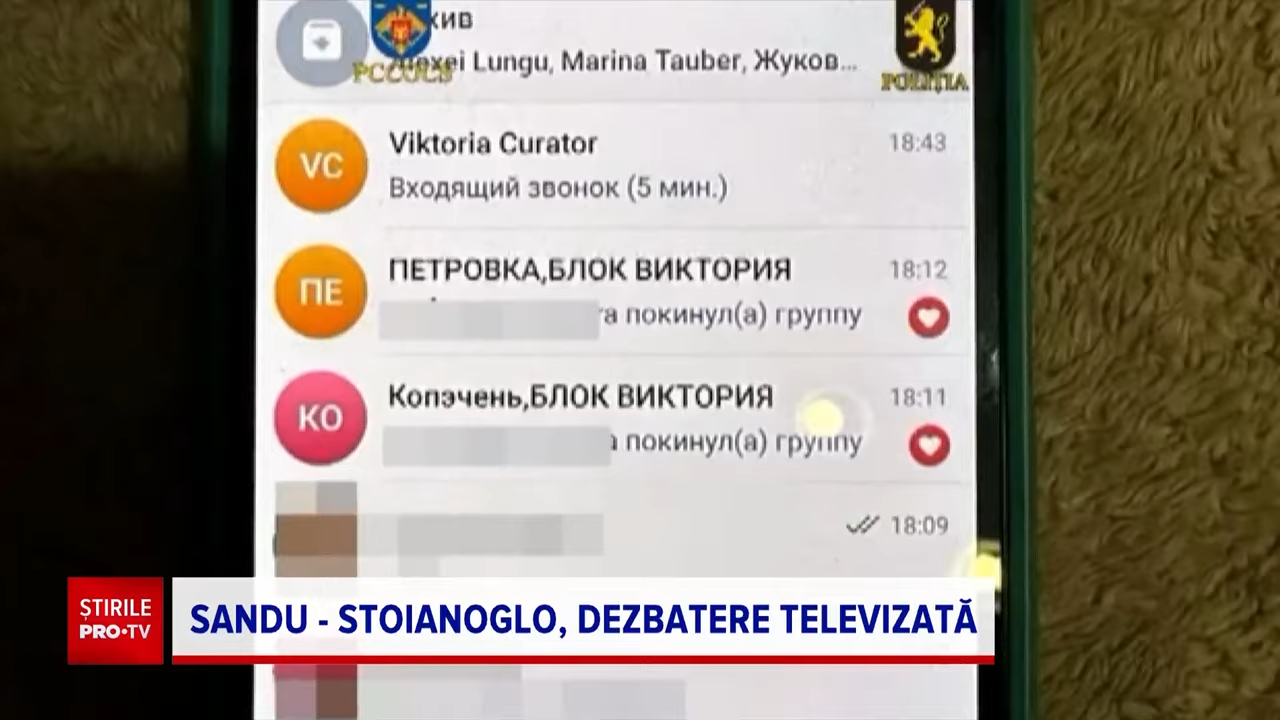 хив
Alexei Lungu, Marina Tauber, Жуков...
PCCOCS
POLIȚIA
VC
Viktoria Curator
18:43
Входящий звонок (5 мин.)
ПЕ
ПЕТРОВКА,БЛОК ВИКТОРИЯ
18:12
а покинул(а) группу
КО
Копэчень,БЛОК ВИКТОРИЯ
18:11
покинул(а) группу
18:09
ȘTIRILE
PRO•TV
SANDU - STOIANOGLO, DEZBATERE TELEVIZATĂ